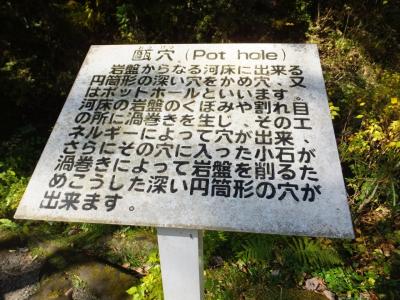 甌穴 (Pot hole)
岩盤からなる河床に出来る
円筒形の深い穴をかめ穴、又
はポットホールといいます。
河床の岩盤のくぼみや割れ目
の所に渦巻きを生じ、そのエ
ネルギーによって穴が出来、
さらにその穴に入った小石が
渦巻きによって岩盤を削るた
めこうした深い円筒形の穴が
出来ます。